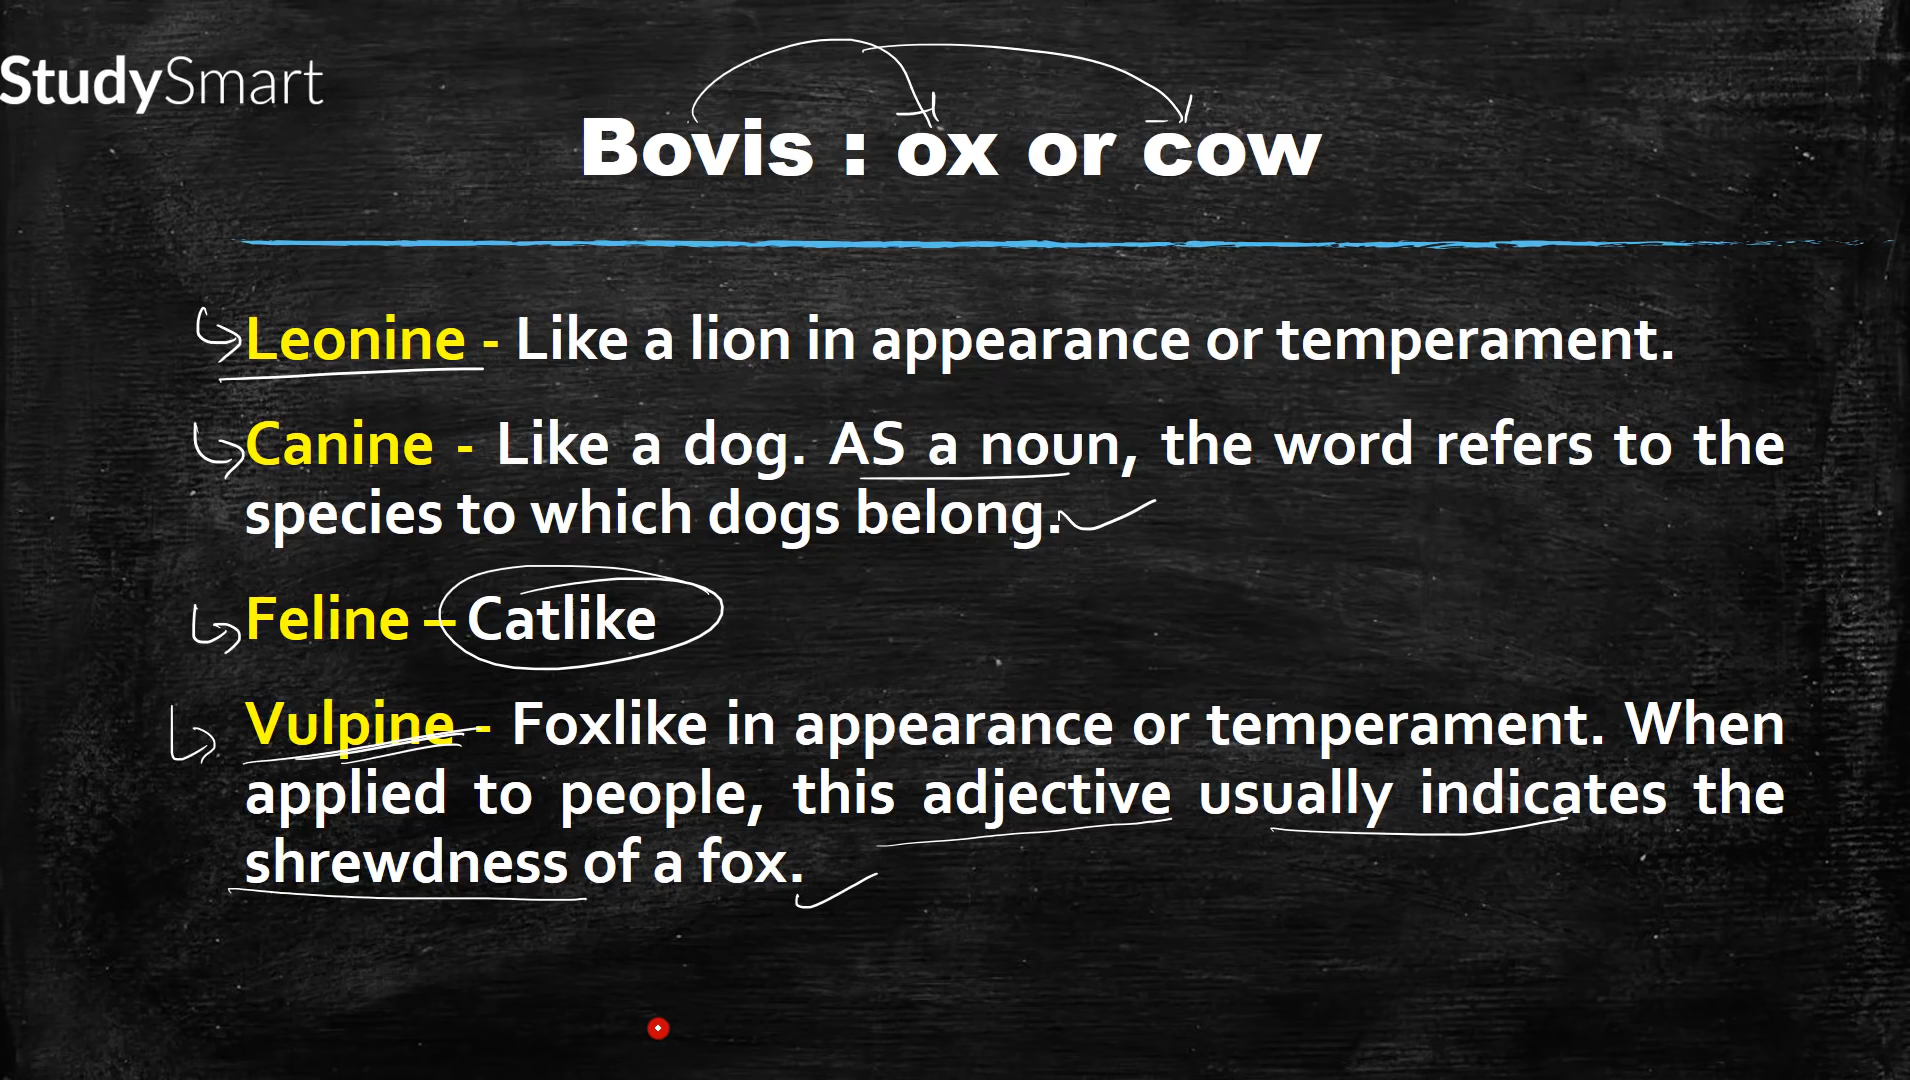 StudySmart
Bovis : ox or cow
Leonine - Like a lion in appearance or temperament.
Canine - Like a dog. AS a noun, the word refers to the
species to which dogs belong.
Feline – Catlike
Vulpine - Foxlike in appearance or temperament. When
applied to people, this adjective usually indicates the
shrewdness of a fox.